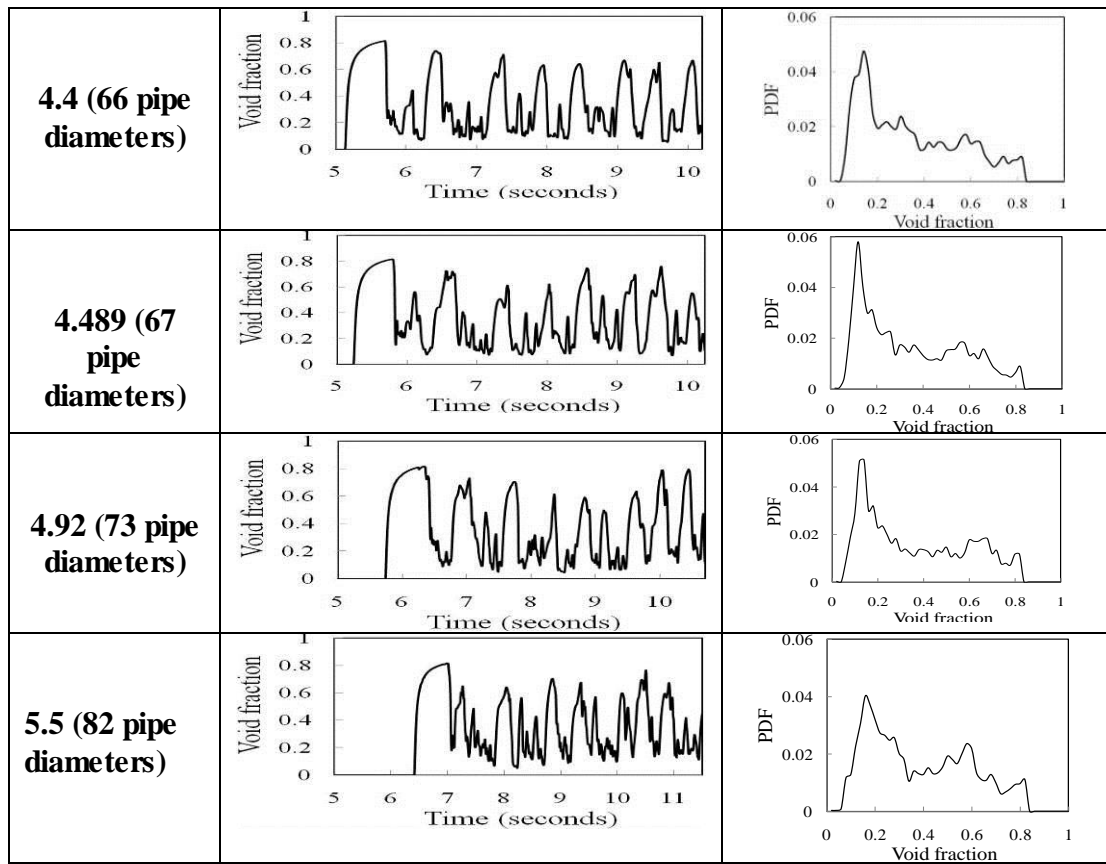 4.4 (66 pipe
diameters)
Void fraction
1
0.8
0.6
0.4
0.2
0
5 6 7 8 9 10
Time (seconds)
PDF
0.06
0.04
0.02
0
0 0.2 0.4 0.6 0.8 1
Void fraction
4.489 (67
pipe
diameters)
Void fraction
1
0.8
0.6
0.4
0.2
0
5 6 7 8 9 10
Time (seconds)
PDF
0.06
0.04
0.02
0
0 0.2 0.4 0.6 0.8 1
Void fraction
4.92 (73 pipe
diameters)
Void fraction
1
0.8
0.6
0.4
0.2
0
5 6 7 8 9 10
Time (seconds)
PDF
0.06
0.04
0.02
0
0 0.2 0.4 0.6 0.8 1
Void fraction
5.5 (82 pipe
diameters)
Void fraction
1
0.8
0.6
0.4
0.2
0
5 6 7 8 9 10 11
Time (seconds)
PDF
0.06
0.04
0.02
0
0 0.2 0.4 0.6 0.8 1
Void fraction